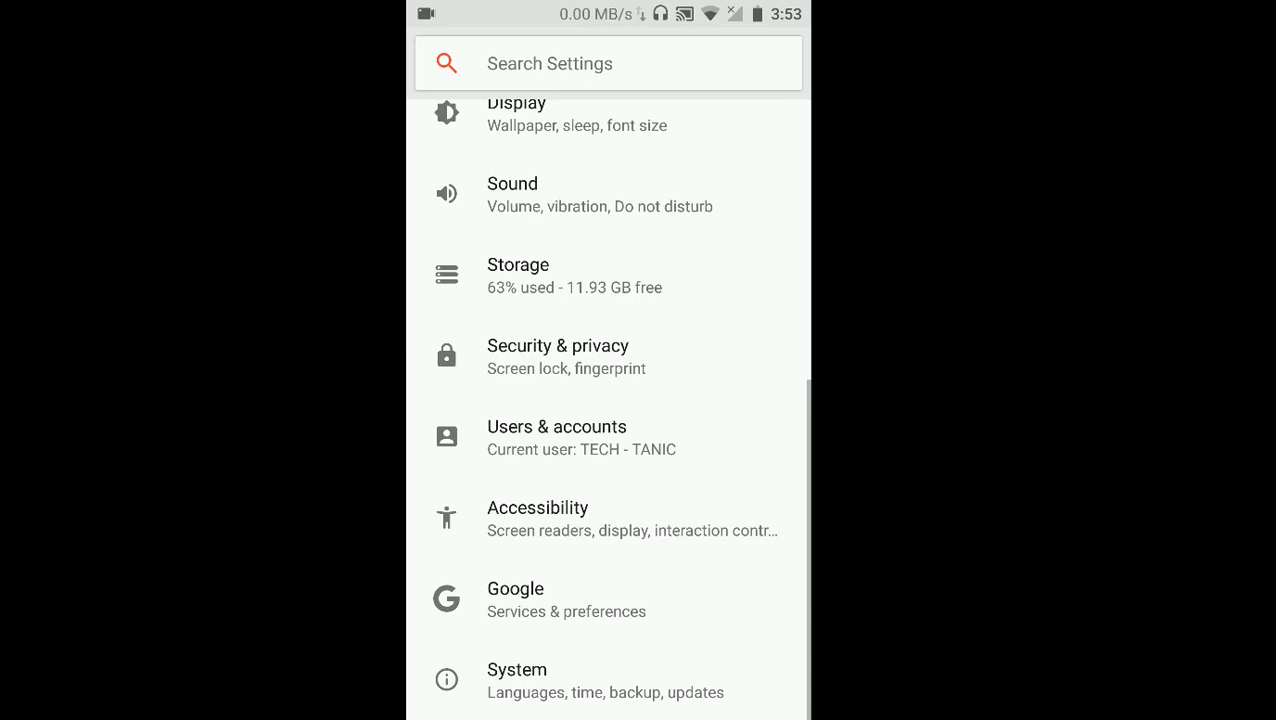 0.00 MB/s 3:53
Search Settings
Display
Wallpaper, sleep, font size
Sound
Volume, vibration, Do not disturb
Storage
63% used - 11.93 GB free
Security & privacy
Screen lock, fingerprint
Users & accounts
Current user: TECH - TANIC
Accessibility
Screen readers, display, interaction contr...
Google
Services & preferences
System
Languages, time, backup, updates